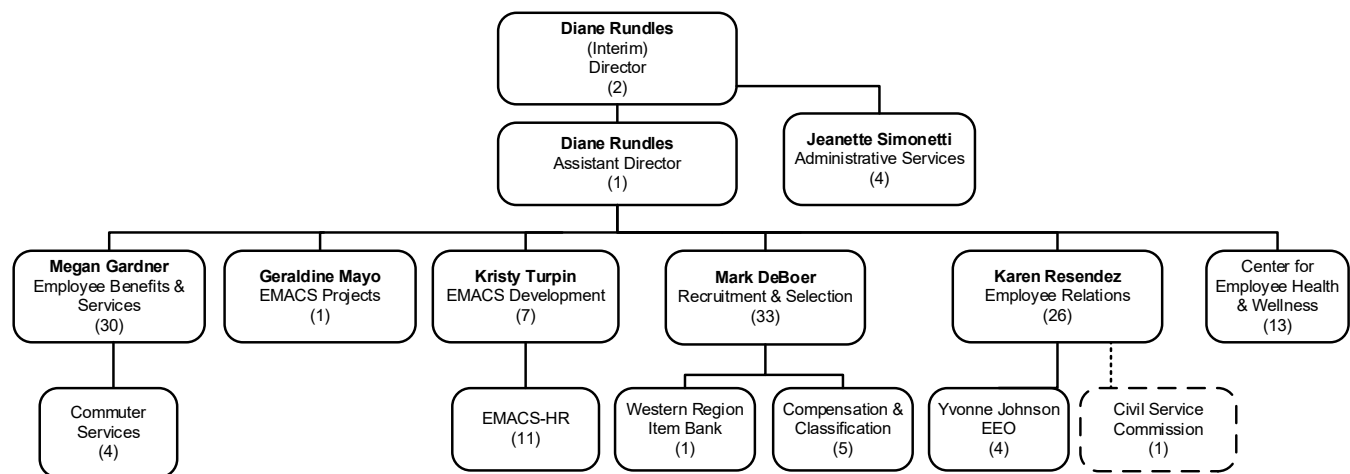 Diane Rundles
(Interim)
Director
(2)
Diane Rundles
Assistant Director
(1)
Jeanette Simonetti
Administrative Services
(4)
Megan Gardner
Employee Benefits &
Services
(30)
Geraldine Mayo
EMACS Projects
(1)
Kristy Turpin
EMACS Development
(7)
Mark DeBoer
Recruitment & Selection
(33)
Karen Resendez
Employee Relations
(26)
Center for
Employee Health
& Wellness
(13)
Commuter
Services
(4)
EMACS-HR
(11)
Western Region
Item Bank
(1)
Compensation &
Classification
(5)
Yvonne Johnson
EEO
(4)
Civil Service
Commission
(1)